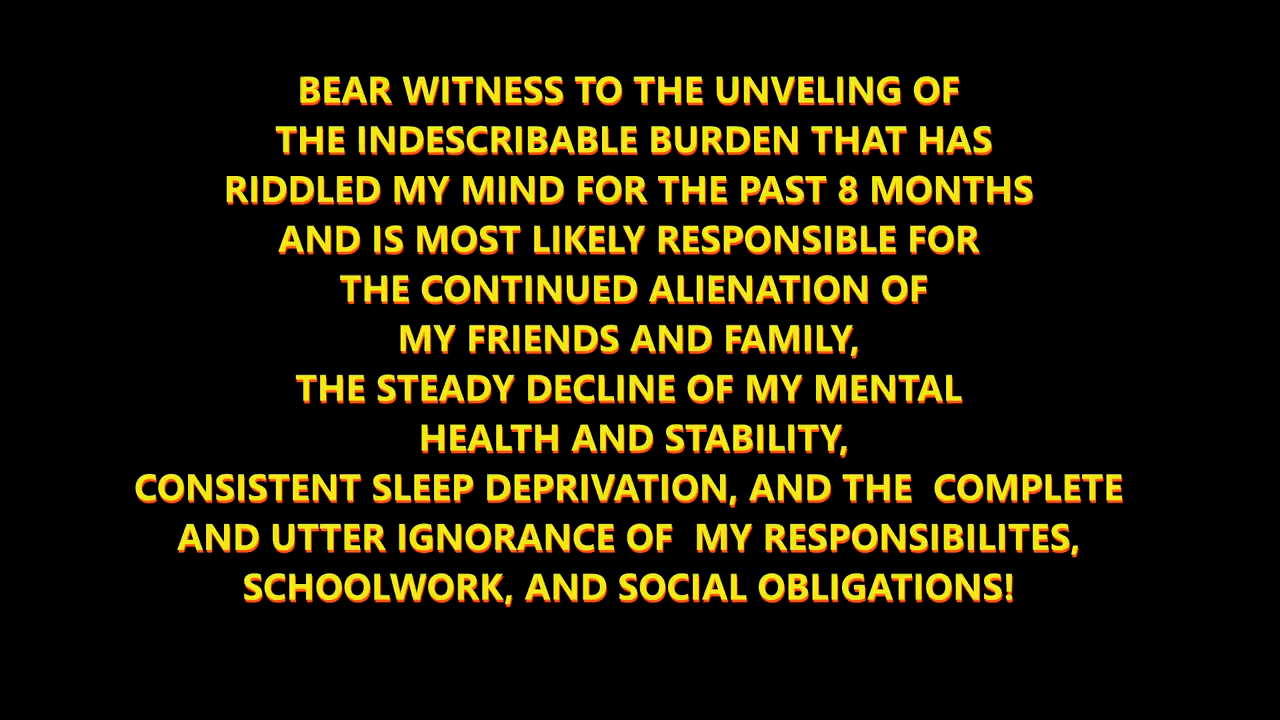 BEAR WITNESS TO THE UNVELING OF
THE INDESCRIBABLE BURDEN THAT HAS
RIDDLED MY MIND FOR THE PAST 8 MONTHS
AND IS MOST LIKELY RESPONSIBLE FOR
THE CONTINUED ALIENATION OF
MY FRIENDS AND FAMILY,
THE STEADY DECLINE OF MY MENTAL
HEALTH AND STABILITY,
CONSISTENT SLEEP DEPRIVATION, AND THE  COMPLETE
AND UTTER IGNORANCE OF  MY RESPONSIBILITES,
SCHOOLWORK, AND SOCIAL OBLIGATIONS!